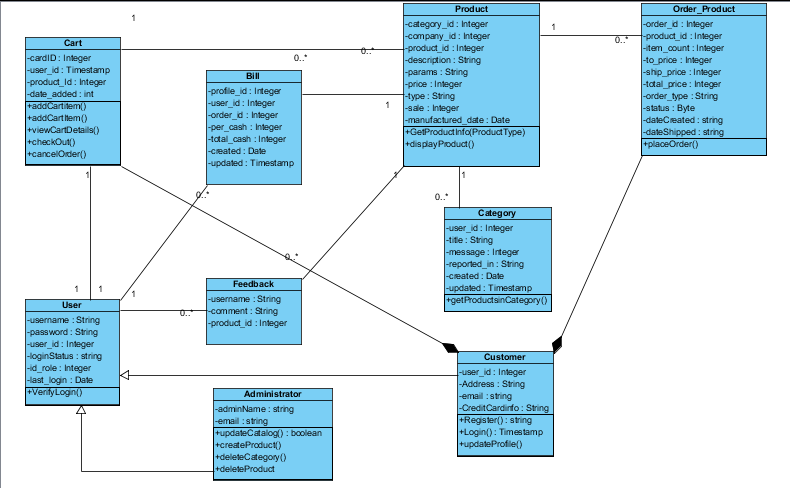 Product
-category_id : Integer
-company_id : Integer
-product_id : Integer
-description : String
-params : String
-price : Integer
-type : String
-sale : Integer
-manufactured_date : Date
+GetProductInfo(ProductType)
+displayProduct()
Order_Product
-order_id : Integer
-product_id : Integer
-item_count : Integer
-to_price : Integer
-ship_price : Integer
-total_price : Integer
-order_type : String
-status : Byte
-dateCreated : string
-dateShipped : string
+placeOrder()
1
0..*
0..*
1
0..*
Cart
-cardID : Integer
-user_id : Timestamp
-product_Id : Integer
-date_added : int
+addCartitem()
+addCartItem()
+viewCartDetails()
+checkOut()
+cancelOrder()
Bill
-profile_id : Integer
-user_id : Integer
-order_id : Integer
-per_cash : Integer
-total_cash : Integer
-created : Date
-updated : Timestamp
1
1
0..*
1
1
0..*
Category
-user_id : Integer
-title : String
-message : Integer
-reported_in : String
-created : Date
-updated : Timestamp
+getProductsinCategory()
0..*
Feedback
-username : String
-comment : String
-product_id : Integer
1
1
1
0..*
User
-username : String
-password : String
-user_id : Integer
-loginStatus : string
-id_role : Integer
-last_login : Date
+VerifyLogin()
Customer
-user_id : Integer
-Address : String
-email : string
-CreditCardinfo : String
+Register() : string
+Login() : Timestamp
+updateProfile()
Administrator
-adminName : string
-email : string
+updateCatalog() : boolean
+createProduct()
+deleteCategory()
+deleteProduct